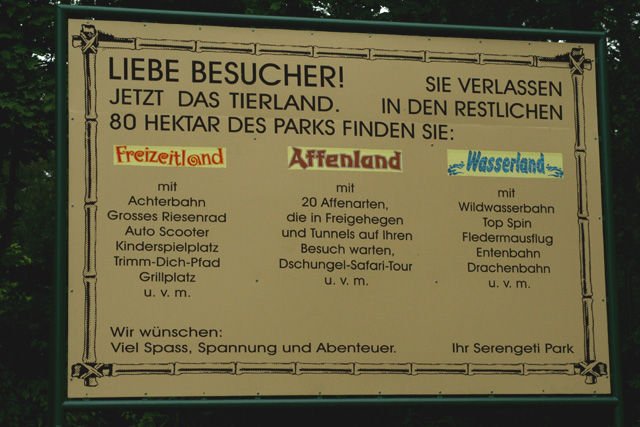 LIEBE BESUCHER! SIE VERLASSEN
JETZT DAS TIERLAND. IN DEN RESTLICHEN
80 HEKTAR DES PARKS FINDEN SIE:
Freizeitland
mit
Achterbahn
Grosses Riesenrad
Auto Scooter
Kinderspielplatz
Trimm-Dich-Pfad
Grillplatz
u. v. m.
Affenland
mit
20 Affenarten,
die in Freigehegen
und Tunnels auf Ihren
Besuch warten,
Dschungel-Safari-Tour
u. v. m.
Wasserland
mit
Wildwasserbahn
Top Spin
Fledermausflug
Entenbahn
Drachenbahn
u. v. m.
Wir wünschen:
Viel Spass, Spannung und Abenteuer. Ihr Serengeti Park